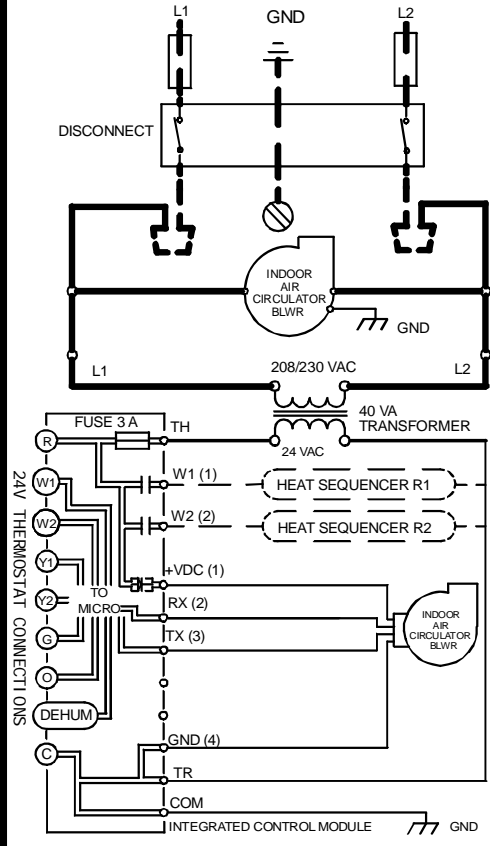 L1
GND
L2
DISCONNECT
INDOOR
AIR
CIRCULATOR
BLWR
GND
L1
208/230 VAC
L2
40 VA
TRANSFORMER
24 VAC
FUSE 3 A
TH
R
W1 (1)
HEAT SEQUENCER R1
W1
W2 (2)
HEAT SEQUENCER R2
W2
Y1
+VDC (1)
TO
MICRO
Y2
RX (2)
INDOOR
AIR
CIRCULATOR
BLWR
TX (3)
G
O
DEHUM
GND (4)
C
TR
COM
INTEGRATED CONTROL MODULE
GND
24V THERMOSTAT CONNECTIONS